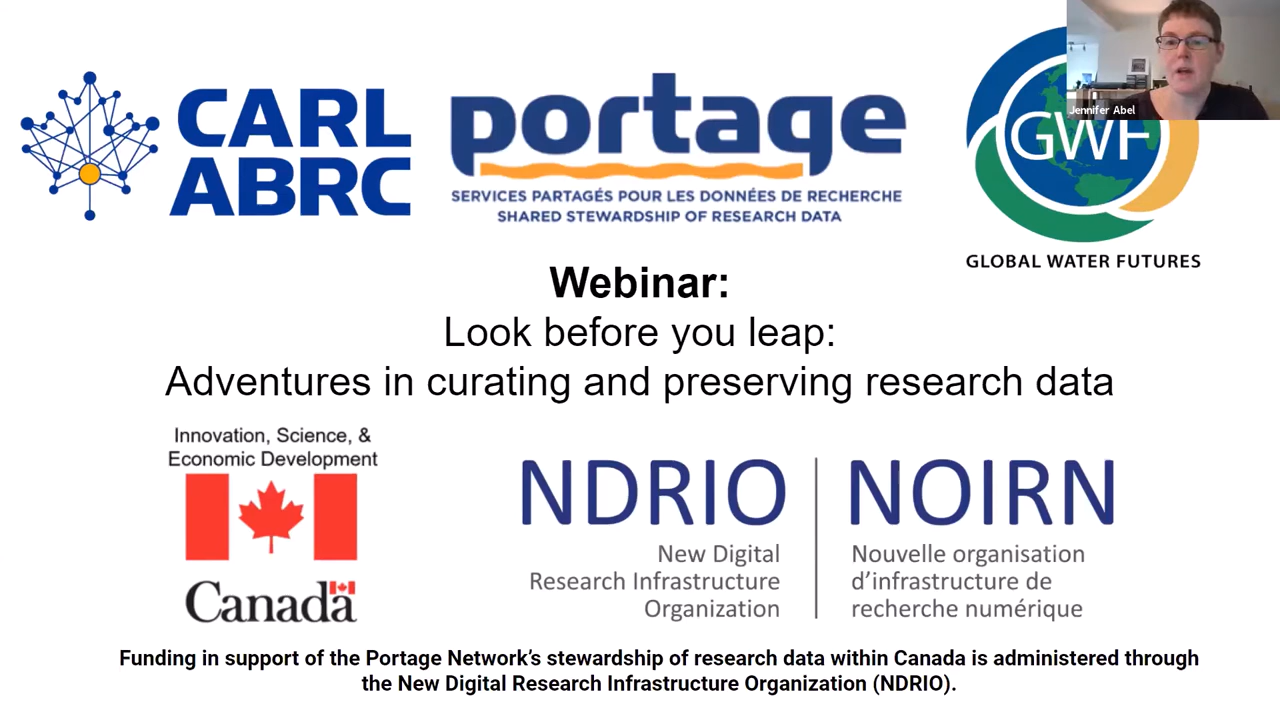 CARL
ABRC
portage
SERVICES PARTAGÉS POUR LES DONNÉES DE RECHERCHE
SHARED STEWARDSHIP OF RESEARCH DATA
Jennifer Abel
GWF
GLOBAL WATER FUTURES
Webinar:
Look before you leap:
Adventures in curating and preserving research data
Innovation, Science, &
Economic Development
Canada
NDRIO
New Digital
Research Infrastructure
Organization
NOIRN
Nouvelle organisation
d’infrastructure de
recherche numérique
Funding in support of the Portage Network’s stewardship of research data within Canada is administered through
the New Digital Research Infrastructure Organization (NDRIO).